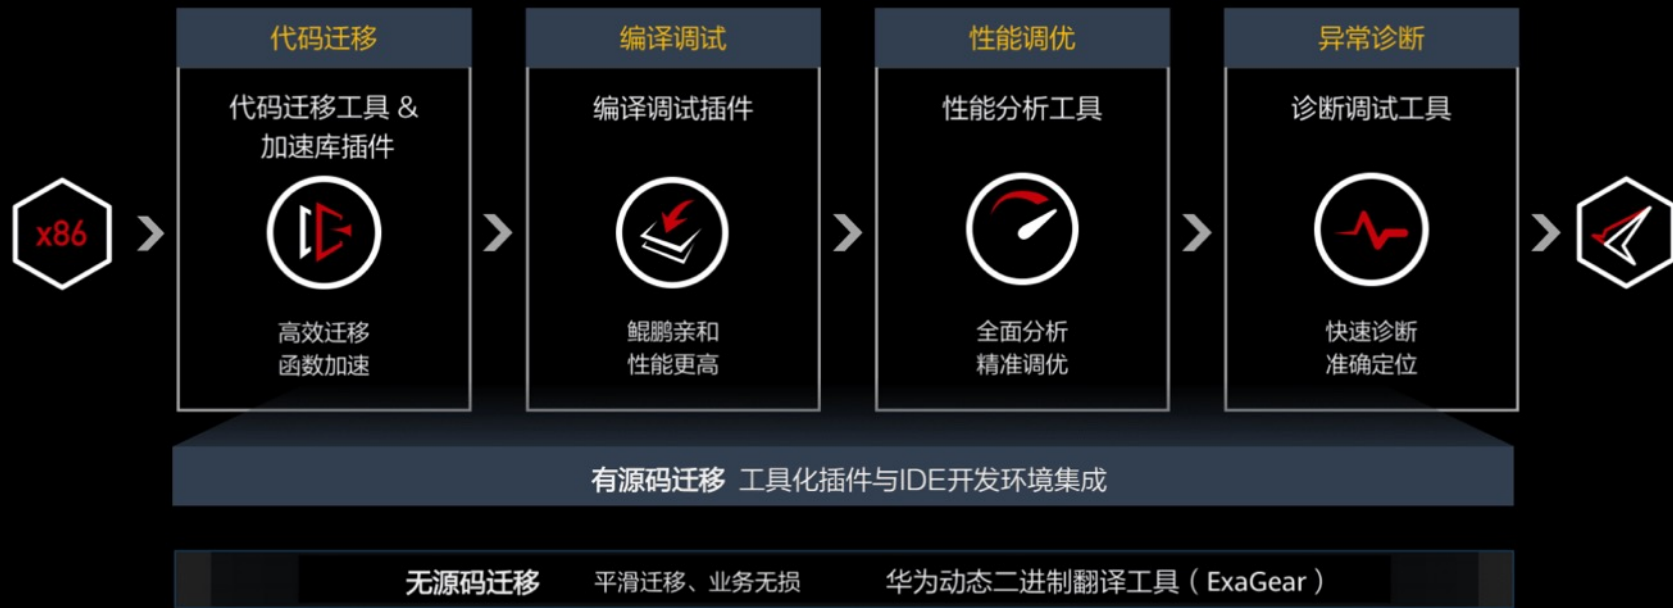 代码迁移
编译调试
性能调优
异常诊断
代码迁移工具 &
加速库插件
编译调试插件
性能分析工具
诊断调试工具
x86
高效迁移
函数加速
鲲鹏亲和
性能更高
全面分析
精准调优
快速诊断
准确定位
有源码迁移 工具化插件与IDE开发环境集成
无源码迁移 平滑迁移、业务无损 华为动态二进制翻译工具（ExaGear）